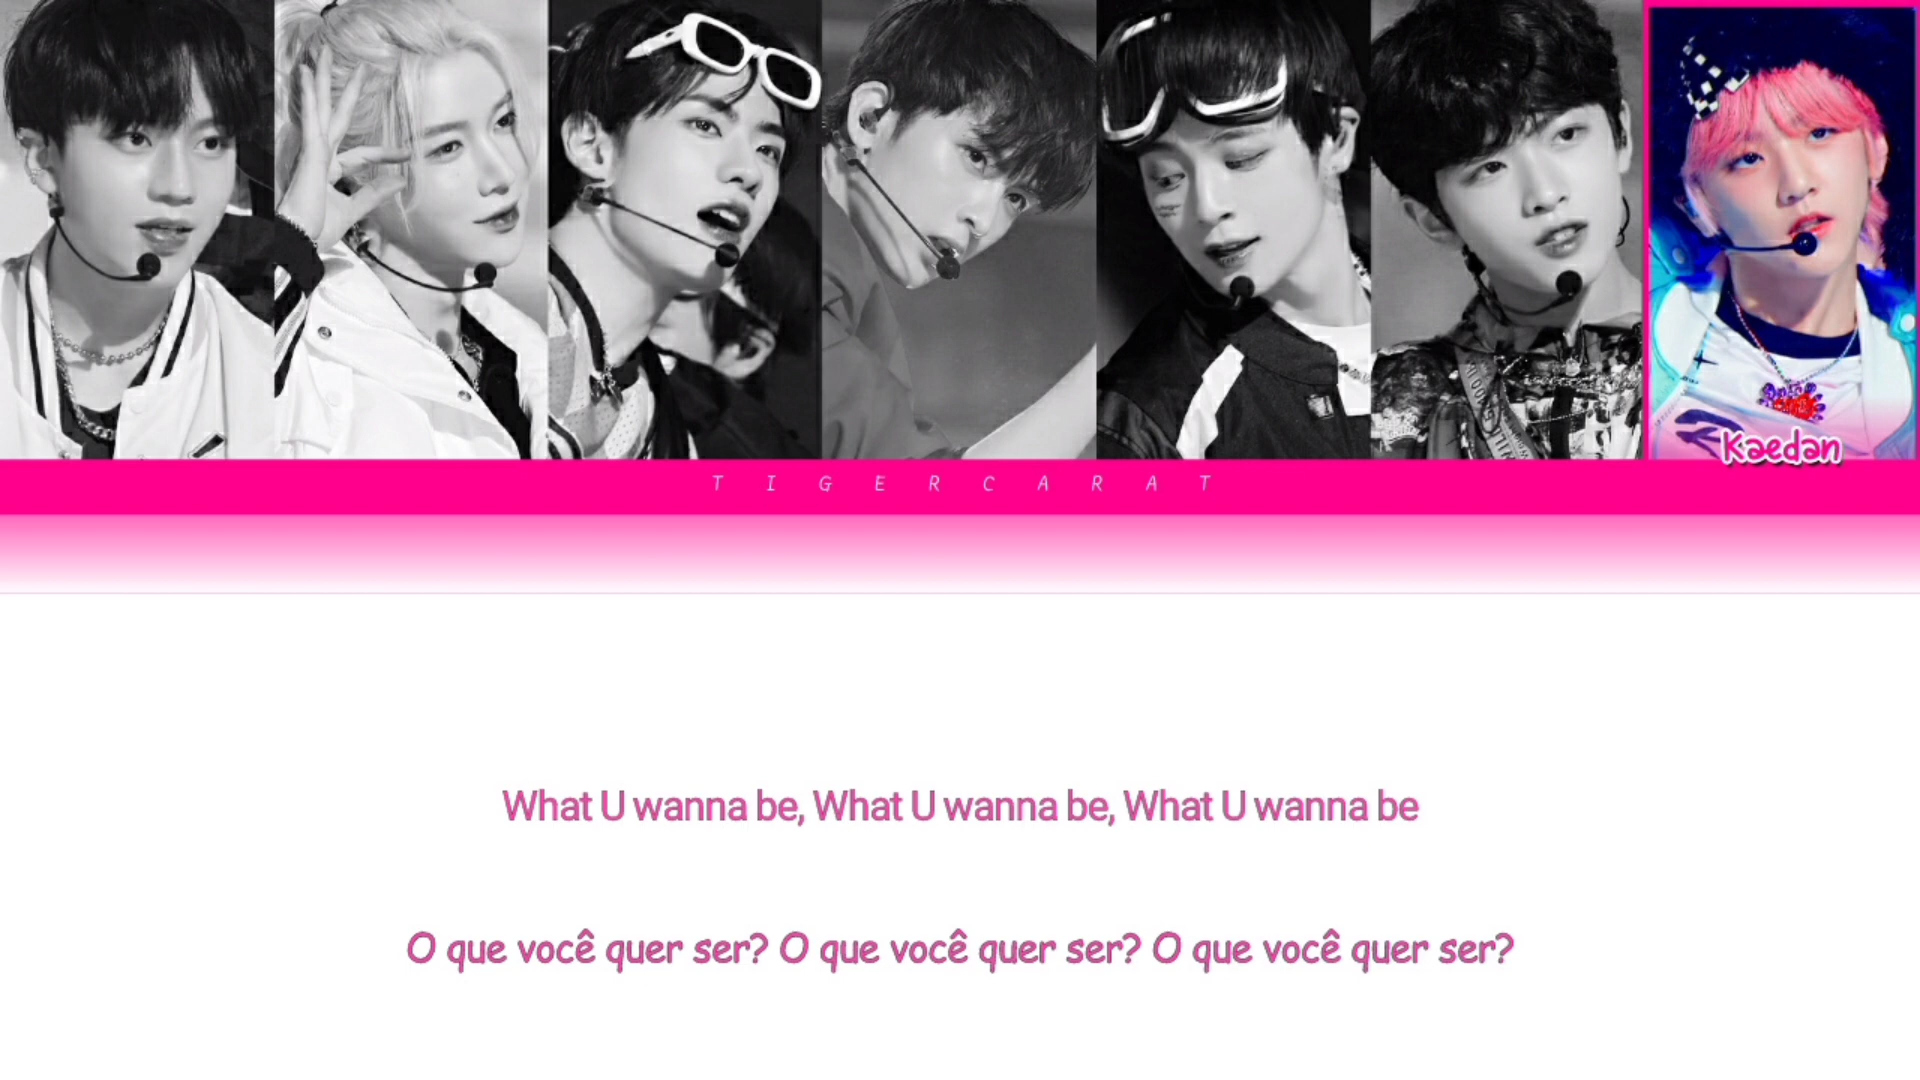 Kaedan
T I G E R C A R A T
What U wanna be, What U wanna be, What U wanna be
O que você quer ser? O que você quer ser? O que você quer ser?